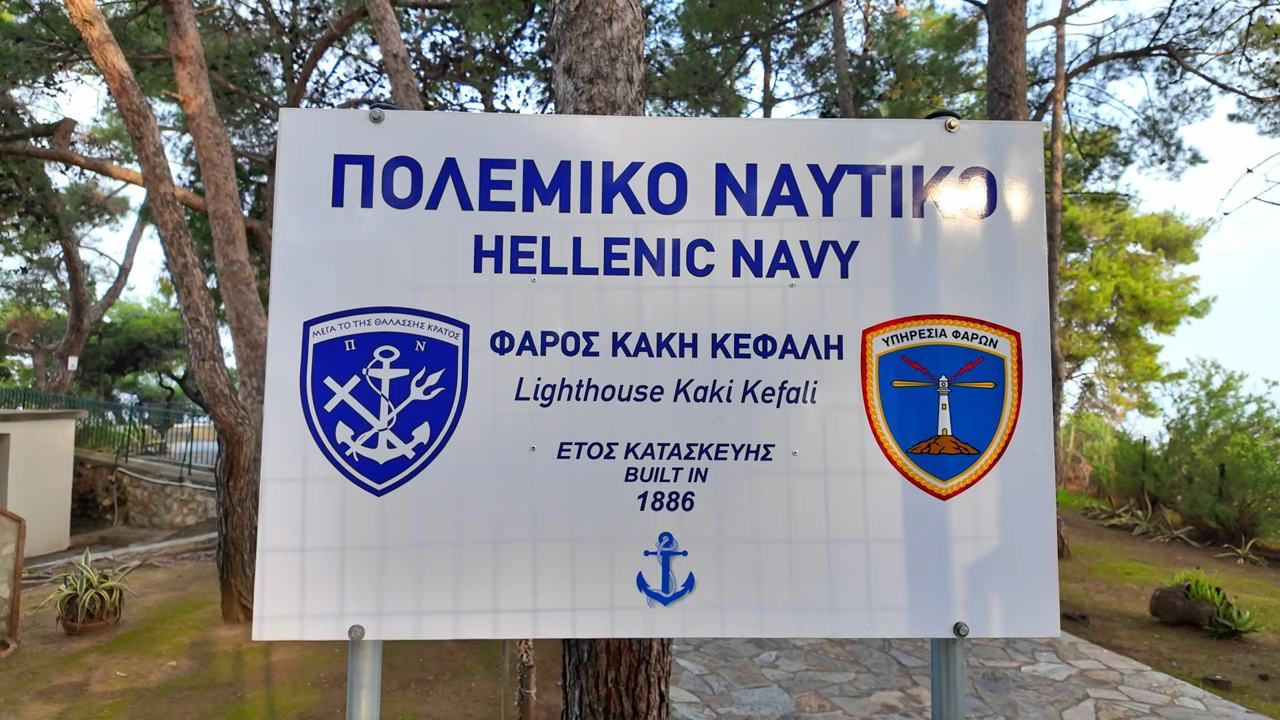 ΠΟΛΕΜΙΚΟ ΝΑΥΤΙΚΟ
HELLENIC NAVY
ΜΕΓΑ ΤΟ ΤΗΣ ΘΑΛΑΣΣΗΣ ΚΡΑΤΟΣ
Π Ν
ΦΑΡΟΣ ΚΑΚΗ ΚΕΦΑΛΗ
Lighthouse Kaki Kefali
ΥΠΗΡΕΣΙΑ ΦΑΡΩΝ
ΕΤΟΣ ΚΑΤΑΣΚΕΥΗΣ
BUILT IN
1886